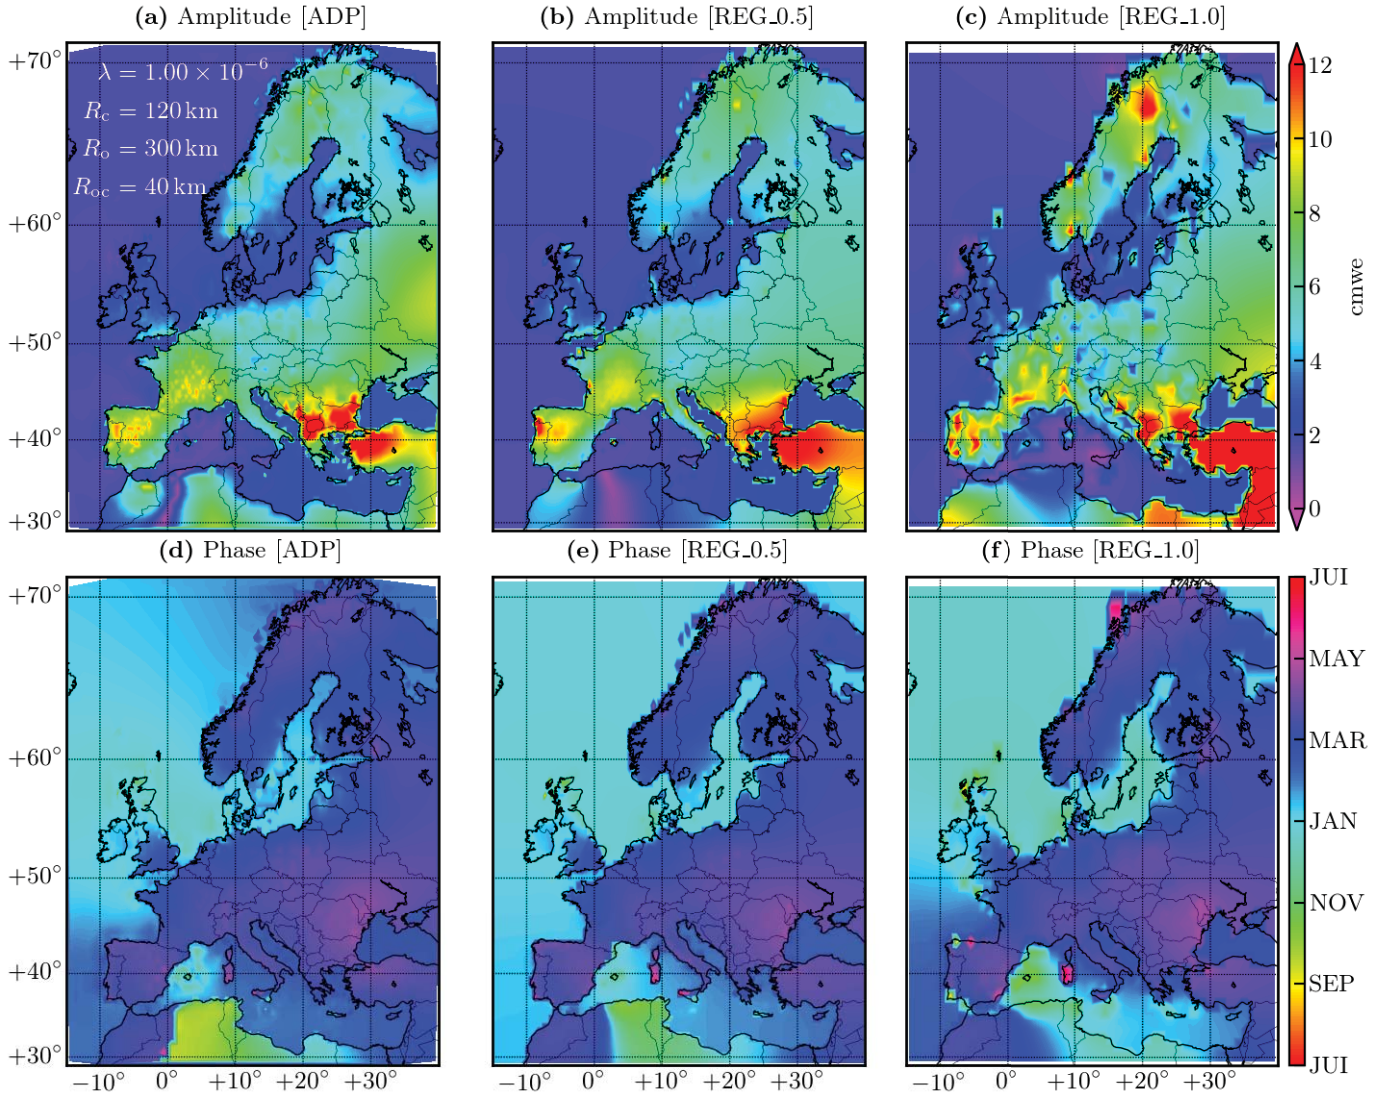 (a) Amplitude [ADP] (b) Amplitude [REG_0.5] (c) Amplitude [REG_1.0]
λ = 1.00 × 10⁻⁶
R_c = 120 km
R_o = 300 km
R_oc = 40 km
+70°
+60°
+50°
+40°
+30°
12
10
8
6
4
2
0
cmwe
(d) Phase [ADP] (e) Phase [REG_0.5] (f) Phase [REG_1.0]
+70°
+60°
+50°
+40°
+30°
−10° 0° +10° +20° +30° −10° 0° +10° +20° +30° −10° 0° +10° +20° +30°
JUI
MAY
MAR
JAN
NOV
SEP
JUI